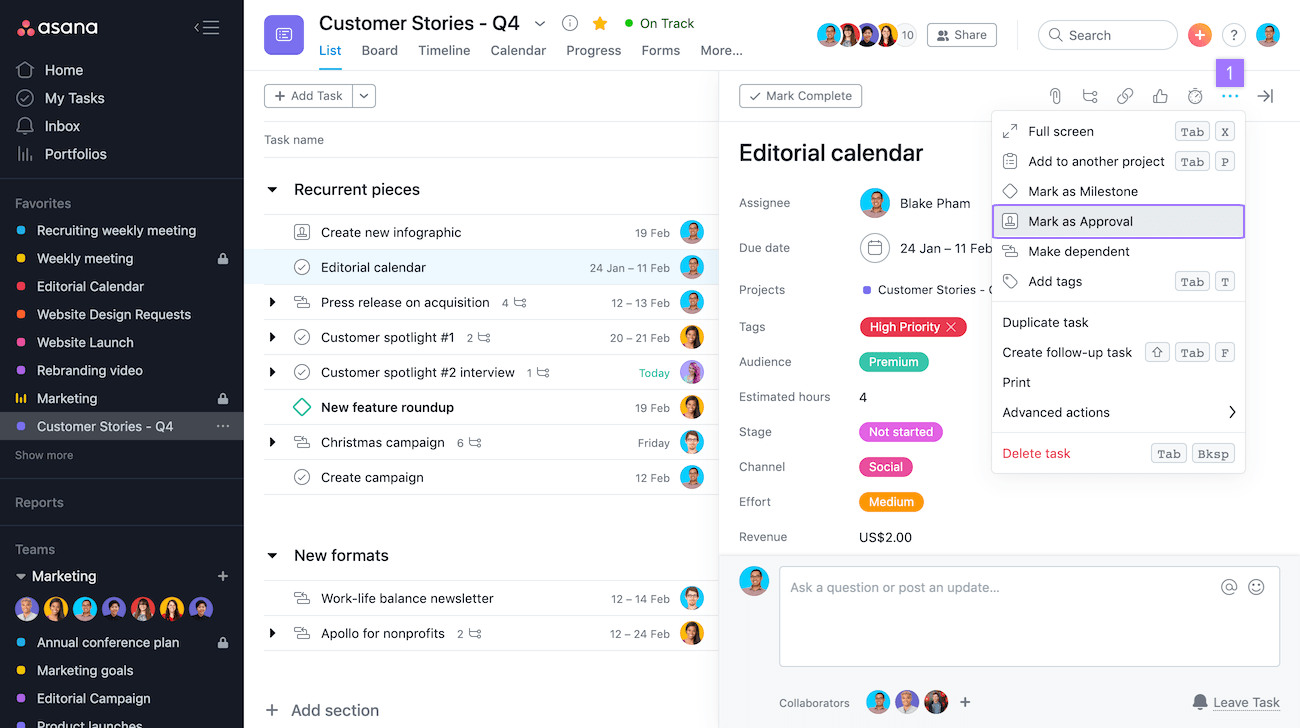 asana
Home
My Tasks
Inbox
Portfolios
Favorites
Recruiting weekly meeting
Weekly meeting
Editorial Calendar
Website Design Requests
Website Launch
Rebranding video
Marketing
Customer Stories - Q4
Show more
Reports
Teams
Marketing
Annual conference plan
Marketing goals
Editorial Campaign
Product launches
Customer Stories - Q4
On Track
List Board Timeline Calendar Progress Forms More...
10
Share
Search
?
+ Add Task
Task name
Recurrent pieces
Create new infographic 19 Feb
Editorial calendar 24 Jan – 11 Feb
Press release on acquisition 4 12 – 13 Feb
Customer spotlight #1 2 20 – 21 Feb
Customer spotlight #2 interview 1 Today
New feature roundup 19 Feb
Christmas campaign 6 Friday
Create campaign 12 Feb
New formats
Work-life balance newsletter 12 – 14 Feb
Apollo for nonprofits 2 12 – 24 Feb
+ Add section
Mark Complete
1
Editorial calendar
Assignee Blake Pham
Due date 24 Jan – 11 Feb
Projects Customer Stories -
Tags High Priority
Audience Premium
Estimated hours 4
Stage Not started
Channel Social
Effort Medium
Revenue US$2.00
Full screen Tab X
Add to another project Tab P
Mark as Milestone
Mark as Approval
Make dependent
Add tags Tab T
Duplicate task
Create follow-up task Tab F
Print
Advanced actions
Delete task Tab Bksp
Ask a question or post an update...
Collaborators
Leave Task